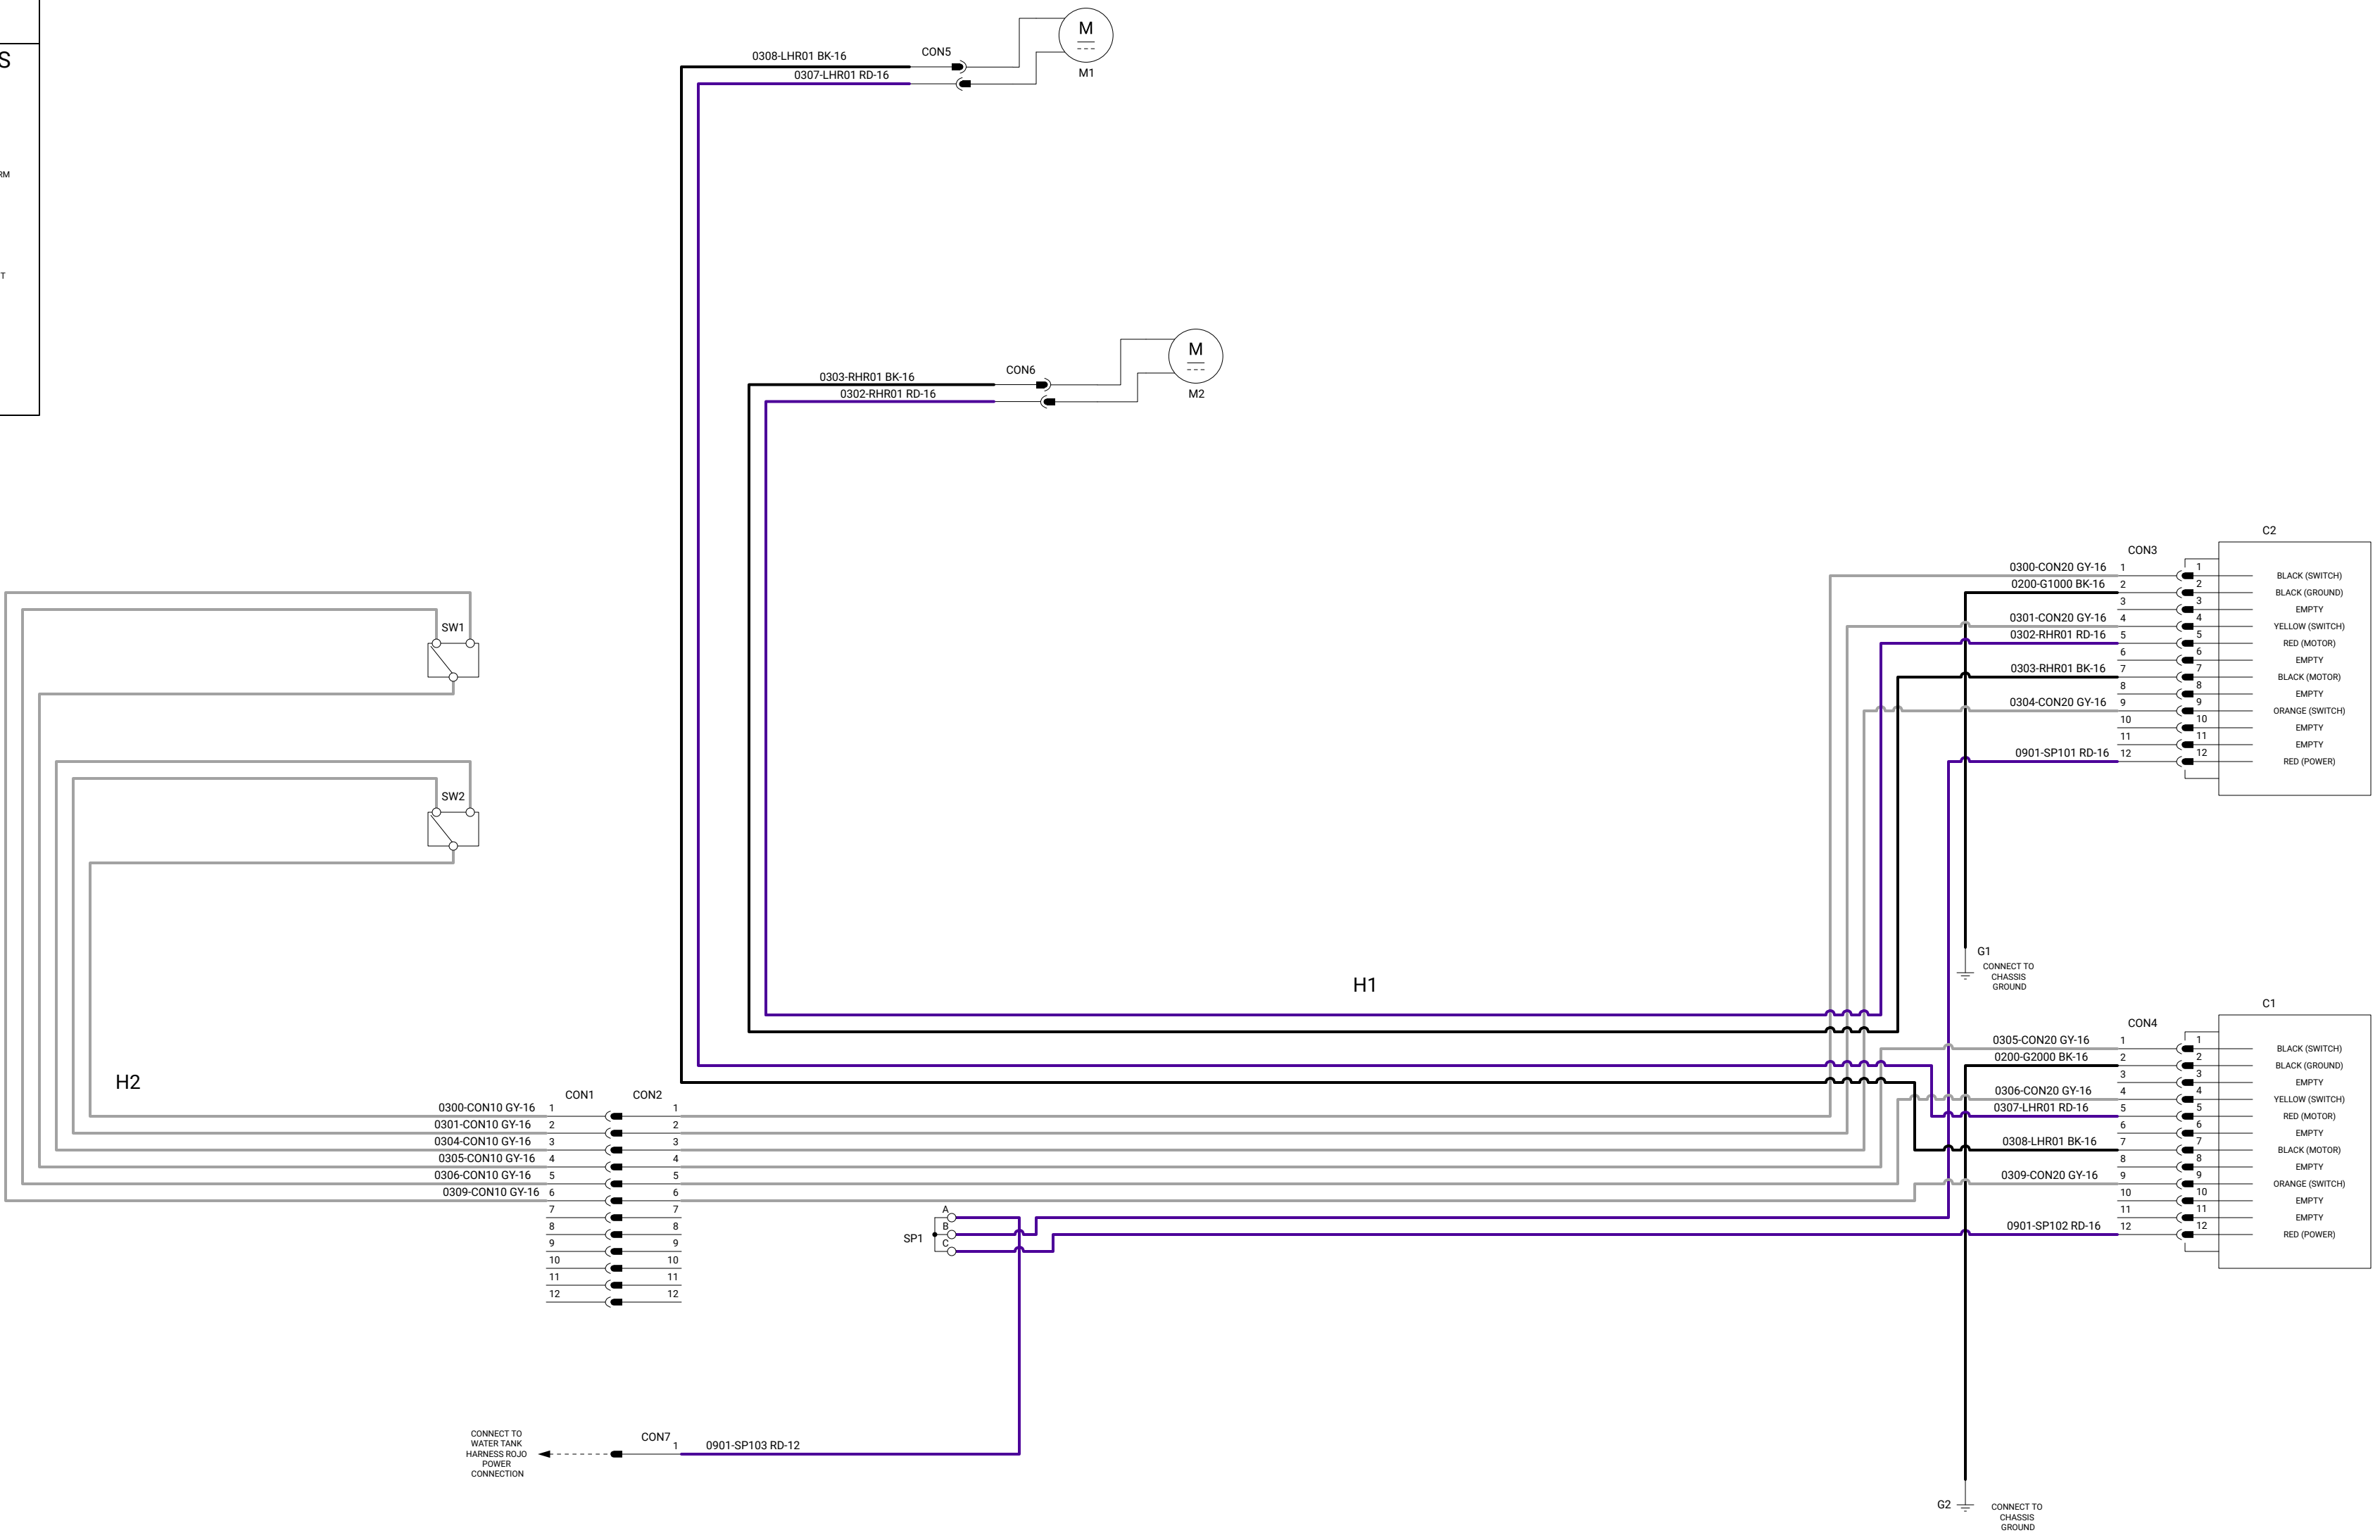 S
RM
T
0308-LHR01 BK-16
CON5
0307-LHR01 RD-16
M
M1
0303-RHR01 BK-16
CON6
0302-RHR01 RD-16
M
M2
SW1
SW2
H2
H1
C2
CON3
0300-CON20 GY-16 1 1 BLACK (SWITCH)
0200-G1000 BK-16 2 2 BLACK (GROUND)
3 3 EMPTY
0301-CON20 GY-16 4 4 YELLOW (SWITCH)
0302-RHR01 RD-16 5 5 RED (MOTOR)
6 6 EMPTY
0303-RHR01 BK-16 7 7 BLACK (MOTOR)
8 8 EMPTY
0304-CON20 GY-16 9 9 ORANGE (SWITCH)
10 10 EMPTY
11 11 EMPTY
0901-SP101 RD-16 12 12 RED (POWER)
G1
CONNECT TO
CHASSIS
GROUND
C1
CON4
0305-CON20 GY-16 1 1 BLACK (SWITCH)
0200-G2000 BK-16 2 2 BLACK (GROUND)
3 3 EMPTY
0306-CON20 GY-16 4 4 YELLOW (SWITCH)
0307-LHR01 RD-16 5 5 RED (MOTOR)
6 6 EMPTY
0308-LHR01 BK-16 7 7 BLACK (MOTOR)
8 8 EMPTY
0309-CON20 GY-16 9 9 ORANGE (SWITCH)
10 10 EMPTY
11 11 EMPTY
0901-SP102 RD-16 12 12 RED (POWER)
CON1 CON2
0300-CON10 GY-16 1 1
0301-CON10 GY-16 2 2
0304-CON10 GY-16 3 3
0305-CON10 GY-16 4 4
0306-CON10 GY-16 5 5
0309-CON10 GY-16 6 6
7 7
8 8
9 9
10 10
11 11
12 12
A
B
SP1
C
CONNECT TO
WATER TANK
HARNESS ROJO
POWER
CONNECTION
CON7
1
0901-SP103 RD-12
G2
CONNECT TO
CHASSIS
GROUND